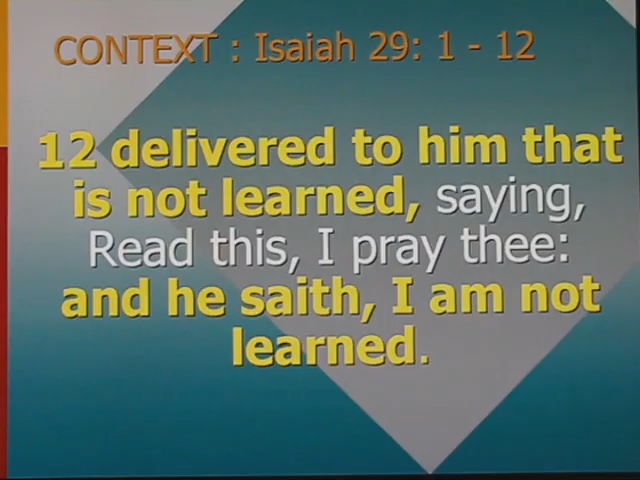 CONTEXT : Isaiah 29: 1 - 12
12 delivered to him that
is not learned, saying,
Read this, I pray thee:
and he saith, I am not
learned.